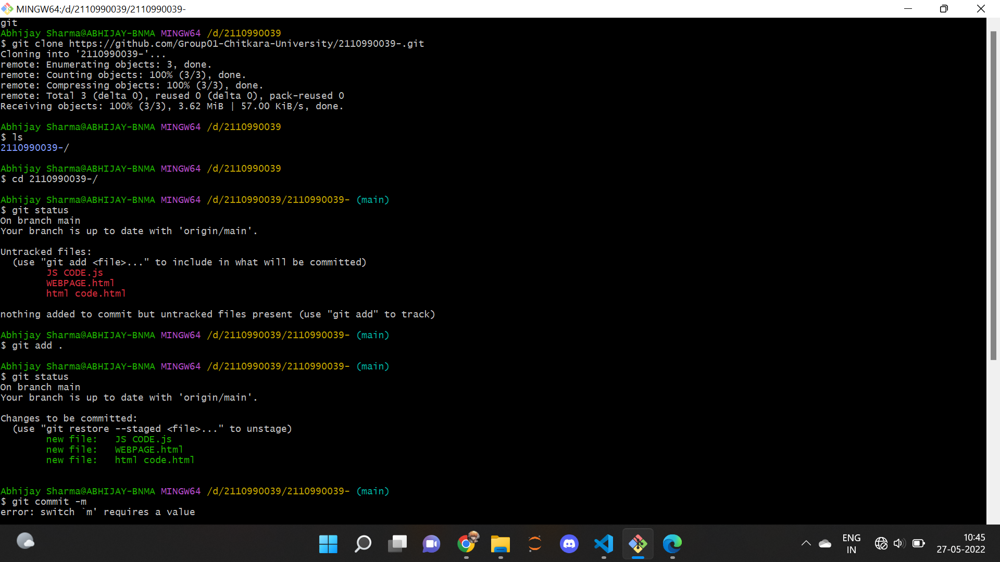 MINGW64:/d/2110990039/2110990039-
git
Abhijay Sharma@ABHIJAY-BNMA MINGW64 /d/2110990039
$ git clone https://github.com/Group01-Chitkara-University/2110990039-.git
Cloning into '2110990039-'...
remote: Enumerating objects: 3, done.
remote: Counting objects: 100% (3/3), done.
remote: Compressing objects: 100% (3/3), done.
remote: Total 3 (delta 0), reused 0 (delta 0), pack-reused 0
Receiving objects: 100% (3/3), 3.62 MiB | 57.00 KiB/s, done.
Abhijay Sharma@ABHIJAY-BNMA MINGW64 /d/2110990039
$ ls
2110990039-/
Abhijay Sharma@ABHIJAY-BNMA MINGW64 /d/2110990039
$ cd 2110990039-/
Abhijay Sharma@ABHIJAY-BNMA MINGW64 /d/2110990039/2110990039- (main)
$ git status
On branch main
Your branch is up to date with 'origin/main'.
Untracked files:
(use "git add <file>..." to include in what will be committed)
JS CODE.js
WEBPAGE.html
html code.html
nothing added to commit but untracked files present (use "git add" to track)
Abhijay Sharma@ABHIJAY-BNMA MINGW64 /d/2110990039/2110990039- (main)
$ git add .
Abhijay Sharma@ABHIJAY-BNMA MINGW64 /d/2110990039/2110990039- (main)
$ git status
On branch main
Your branch is up to date with 'origin/main'.
Changes to be committed:
(use "git restore --staged <file>..." to unstage)
new file:   JS CODE.js
new file:   WEBPAGE.html
new file:   html code.html
Abhijay Sharma@ABHIJAY-BNMA MINGW64 /d/2110990039/2110990039- (main)
$ git commit -m
error: switch `m' requires a value
ENG
IN
10:45
27-05-2022